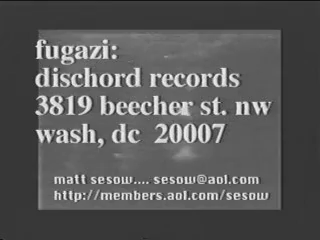 fugazi:
dischord records
3819 beecher st. nw
wash, dc 20007
matt sesow.... sesow@aol.com
http://members.aol.com/sesow